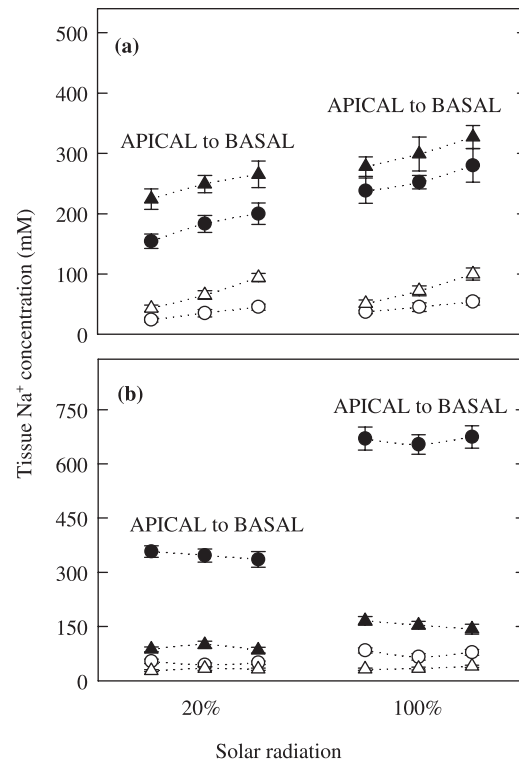 (a)
500
400
300
200
100
0
APICAL to BASAL
APICAL to BASAL
Tissue Na⁺ concentration (mM)
(b)
750
600
450
300
150
0
APICAL to BASAL
APICAL to BASAL
20%
100%
Solar radiation